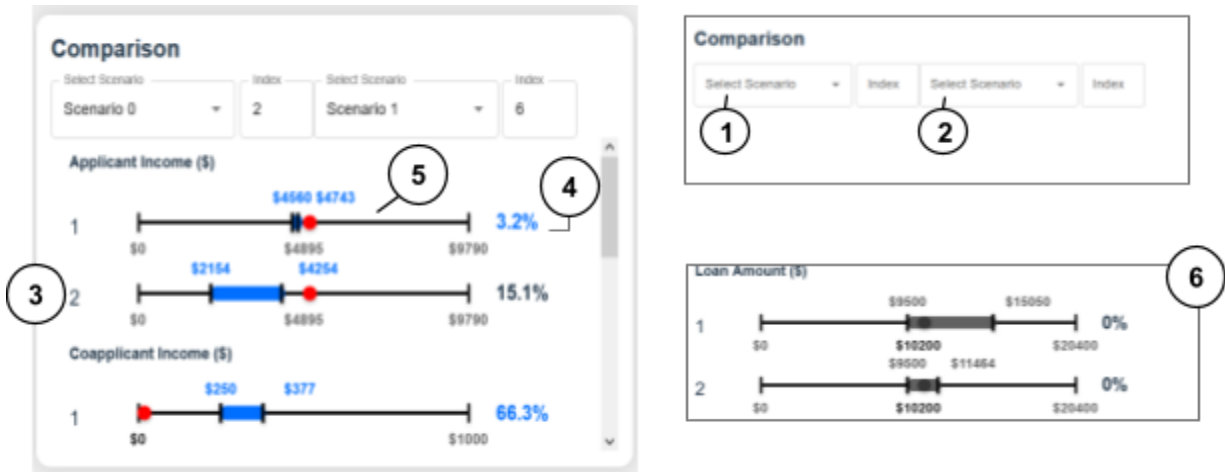 Comparison
Select Scenario Index Select Scenario Index
Scenario 0 2 Scenario 1 6
Applicant Income ($)
5
4
$4560 $4743
1 3.2%
$0 $4895 $9790
$2154 $4254
3 2 15.1%
$0 $4895 $9790
Coapplicant Income ($)
$250 $377
1 66.3%
$0 $1000
Comparison
Select Scenario Index Select Scenario Index
1 2
6
Loan Amount ($)
$9500 $15050
1 0%
$0 $10200 $20400
$9500 $11464
2 0%
$0 $10200 $20400